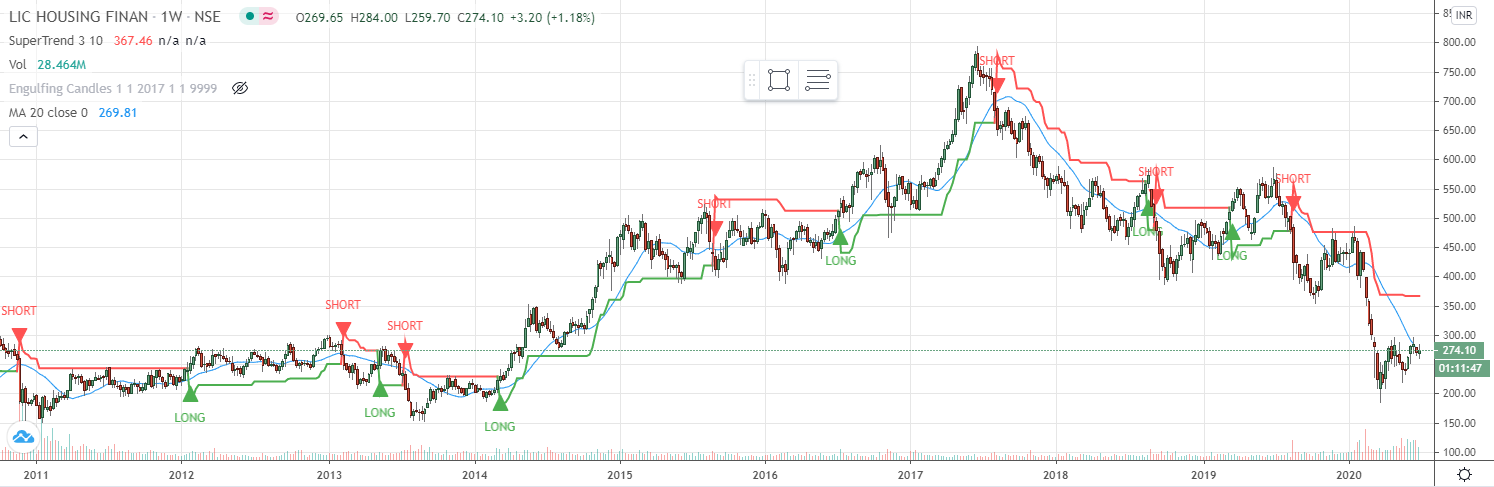 LIC HOUSING FINAN · 1W · NSE O269.65 H284.00 L259.70 C274.10 +3.20 (+1.18%)
SuperTrend 3 10 367.46 n/a n/a
Vol 28.464M
Engulfing Candles 1 1 2017 1 1 9999
MA 20 close 0 269.81
INR
800.00
750.00
SHORT
700.00
650.00
600.00
SHORT
SHORT
550.00
SHORT
500.00
LONG
450.00
LONG
LONG
400.00
350.00
SHORT
SHORT
SHORT
300.00
274.10
01:11:47
200.00
LONG
LONG
LONG
150.00
100.00
2011 2012 2013 2014 2015 2016 2017 2018 2019 2020